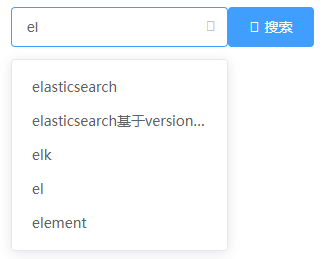 el
搜索
elasticsearch
elasticsearch基于version...
elk
el
element